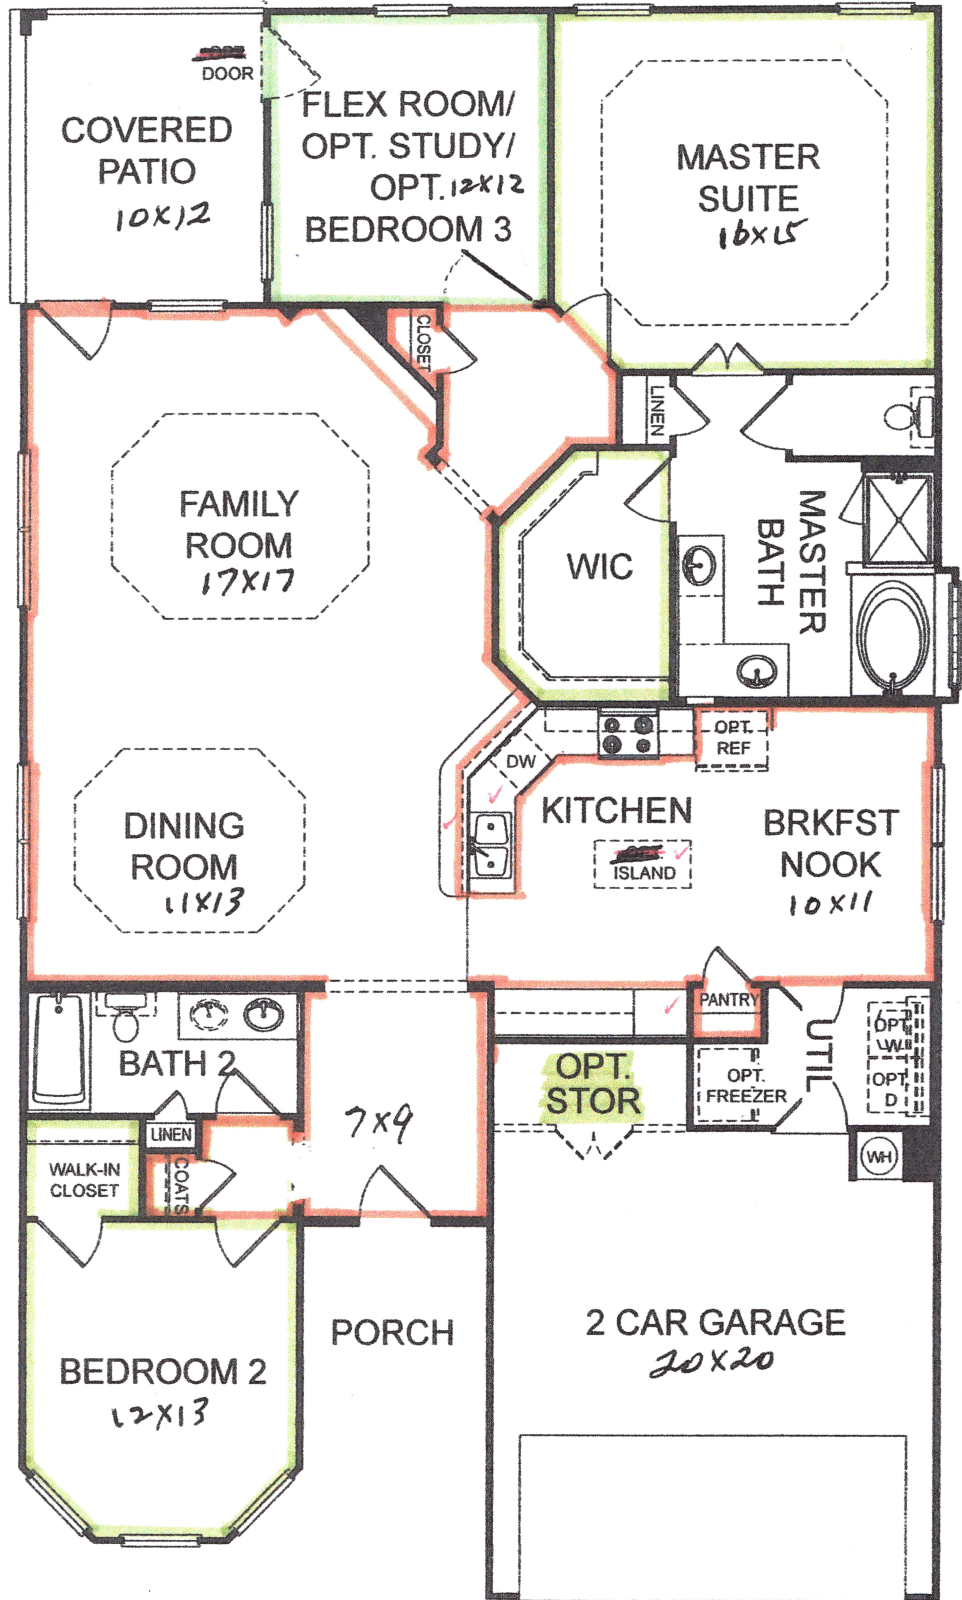 DOOR
COVERED
PATIO
10X12
FLEX ROOM/
OPT. STUDY/
OPT. 12X12
BEDROOM 3
MASTER
SUITE
16X15
CLOSET
LINEN
FAMILY
ROOM
17X17
WIC
MASTER
BATH
OPT.
REF
DW
KITCHEN
ISLAND
BRKFST
NOOK
10X11
DINING
ROOM
11X13
PANTRY
BATH 2
OPT.
STOR
OPT.
FREEZER
UTIL
OPT
W
OPT
D
LINEN
7X9
WALK-IN
CLOSET
COATS
WH
PORCH
2 CAR GARAGE
20X20
BEDROOM 2
12X13